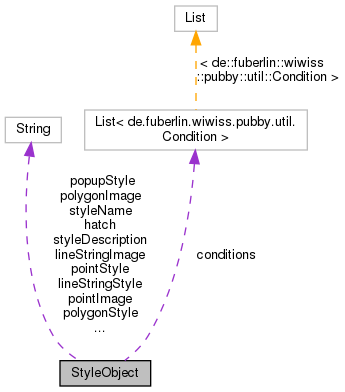 List
< de::fuberlin::wiwiss
::pubby::util::Condition >
String
List< de.fuberlin.wiwiss.pubby.util.
Condition >
popupStyle
polygonImage
styleName
hatch
styleDescription
lineStringImage
pointStyle
lineStringStyle
pointImage
polygonStyle
...
conditions
StyleObject